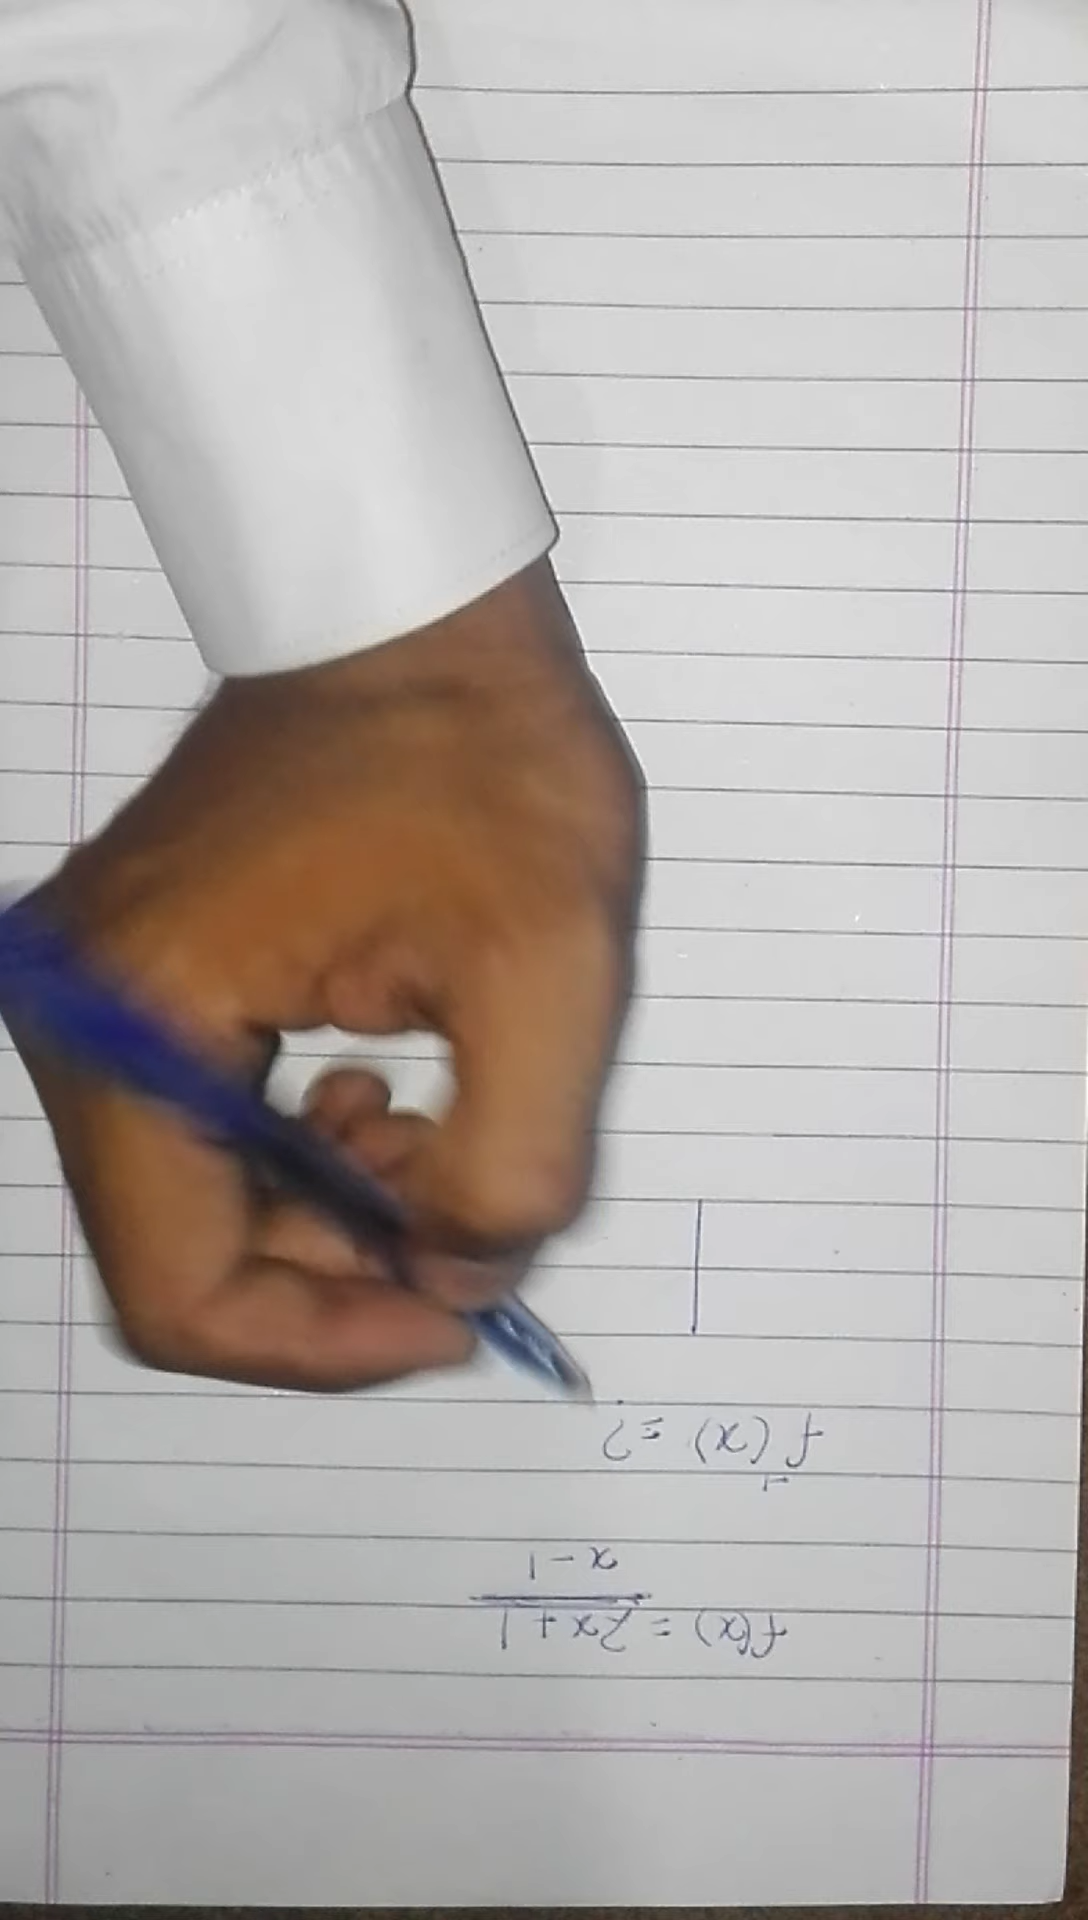 f(x) = 2x+1 / x-1
f⁻¹(x) = ?